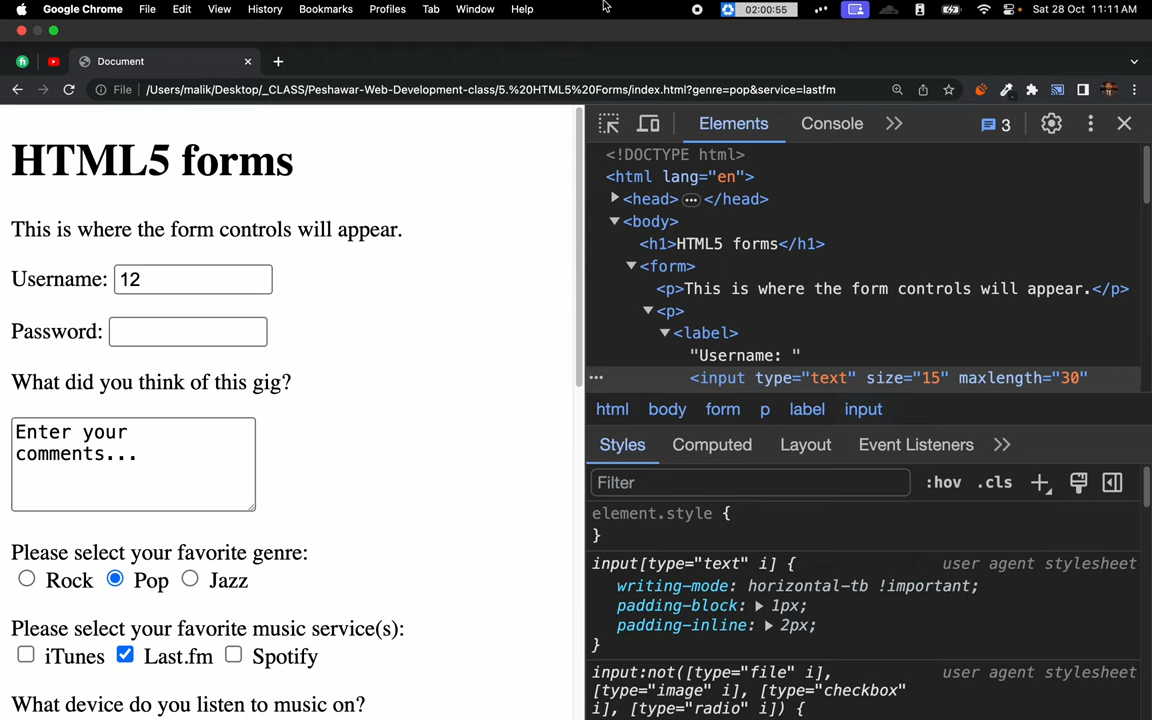 Google Chrome File Edit View History Bookmarks Profiles Tab Window Help 02:00:55 Sat 28 Oct 11:11 AM
Document
File /Users/malik/Desktop/_CLASS/Peshawar-Web-Development-class/5.%20HTML5%20Forms/index.html?genre=pop&service=lastfm
HTML5 forms
This is where the form controls will appear.
Username: 12
Password:
What did you think of this gig?
Enter your
comments...
Please select your favorite genre:
Rock Pop Jazz
Please select your favorite music service(s):
iTunes Last.fm Spotify
What device do you listen to music on?
Elements Console 3
<!DOCTYPE html>
<html lang="en">
<head> ••• </head>
<body>
<h1>HTML5 forms</h1>
<form>
<p>This is where the form controls will appear.</p>
<p>
<label>
"Username: "
<input type="text" size="15" maxlength="30"
html body form p label input
Styles Computed Layout Event Listeners
Filter :hov .cls
element.style {
}
input[type="text" i] { user agent stylesheet
writing-mode: horizontal-tb !important;
padding-block: 1px;
padding-inline: 2px;
}
input:not([type="file" i], user agent stylesheet
[type="image" i], [type="checkbox"
i], [type="radio" i]) {